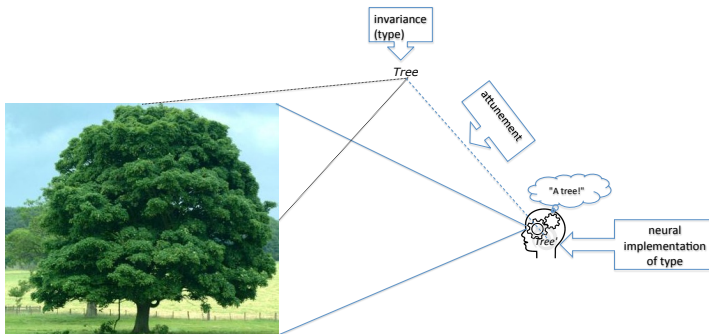 invariance
(type)
Tree
attunement
"A tree!"
Tree'
neural
implementation
of type